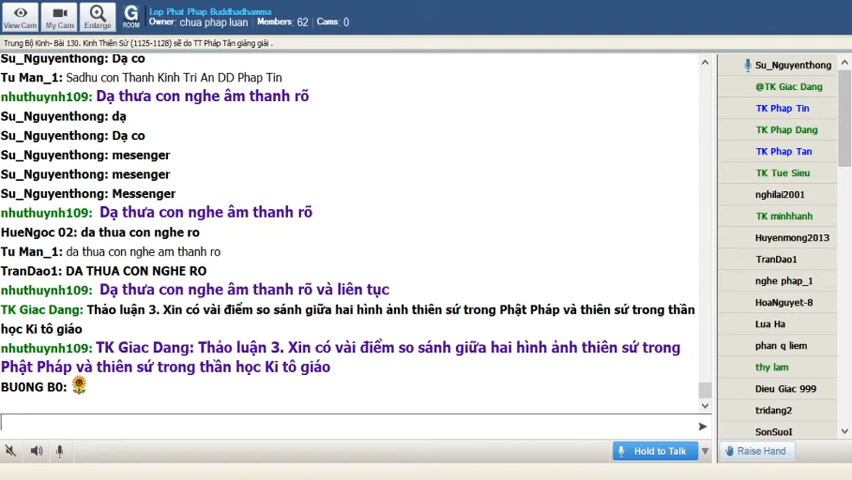 Lop Phat Phap Buddhadhamma
Owner: chua phap luan Members: 62 Cams: 0
View Cam
My Cam
Enlarge
G
ROOM
Trung Bộ Kinh- Bài 130. Kinh Thiên Sứ (1125-1128) sẽ do TT Pháp Tân giảng giải .
Su_Nguyenthong: Dạ co
Tu Man_1: Sadhu con Thanh Kinh Tri An DD Phap Tin
nhuthuynh109: Dạ thưa con nghe âm thanh rõ
Su_Nguyenthong: dạ
Su_Nguyenthong: Dạ co
Su_Nguyenthong: mesenger
Su_Nguyenthong: mesenger
Su_Nguyenthong: Messenger
nhuthuynh109: Dạ thưa con nghe âm thanh rõ
HueNgoc 02: da thua con nghe ro
Tu Man_1: da thua con nghe am thanh ro
TranDao1: DA THUA CON NGHE RO
nhuthuynh109: Dạ thưa con nghe âm thanh rõ và liên tục
TK Giac Dang: Thảo luận 3. Xin có vài điểm so sánh giữa hai hình ảnh thiên sứ trong Phật Pháp và thiên sứ trong thần
học Ki tô giáo
nhuthuynh109: TK Giac Dang: Thảo luận 3. Xin có vài điểm so sánh giữa hai hình ảnh thiên sứ trong
Phật Pháp và thiên sứ trong thần học Ki tô giáo
BU0NG B0:
Hold to Talk
Su_Nguyenthong
@TK Giac Dang
TK Phap Tin
TK Phap Dang
TK Phap Tan
TK Tue Sieu
nghilai2001
TK minhhanh
Huyenmong2013
TranDao1
nghe phap_1
HoaNguyet-8
Lua Ha
phan q liem
thy lam
Dieu Giac 999
tridang2
SonSuoI
Raise Hand